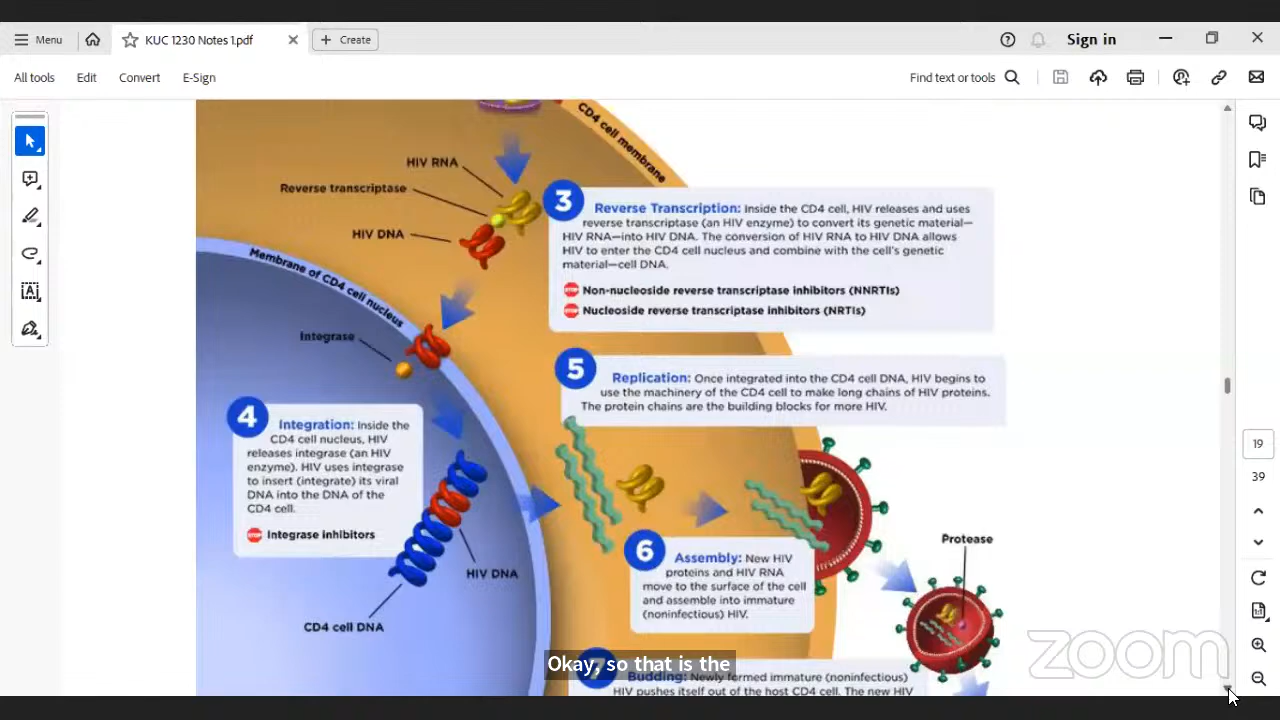 Menu
KUC 1230 Notes 1.pdf
Create
Sign in
All tools
Edit
Convert
E-Sign
Find text or tools
CD4 cell membrane
HIV RNA
Reverse transcriptase
HIV DNA
3
Reverse Transcription: Inside the CD4 cell, HIV releases and uses
reverse transcriptase (an HIV enzyme) to convert its genetic material—
HIV RNA—into HIV DNA. The conversion of HIV RNA to HIV DNA allows
HIV to enter the CD4 cell nucleus and combine with the cell's genetic
material—cell DNA.
STOP Non-nucleoside reverse transcriptase inhibitors (NNRTIs)
STOP Nucleoside reverse transcriptase inhibitors (NRTIs)
Membrane of CD4 cell nucleus
Integrase
5
Replication: Once integrated into the CD4 cell DNA, HIV begins to
use the machinery of the CD4 cell to make long chains of HIV proteins.
The protein chains are the building blocks for more HIV.
4
Integration: Inside the
CD4 cell nucleus, HIV
releases integrase (an HIV
enzyme). HIV uses integrase
to insert (integrate) its viral
DNA into the DNA of the
CD4 cell.
STOP Integrase inhibitors
HIV DNA
CD4 cell DNA
6
Assembly: New HIV
proteins and HIV RNA
move to the surface of the cell
and assemble into immature
(noninfectious) HIV.
Protease
7
Budding: Newly formed immature (noninfectious)
HIV pushes itself out of the host CD4 cell. The new HIV
Okay, so that is the
zoom
19
39